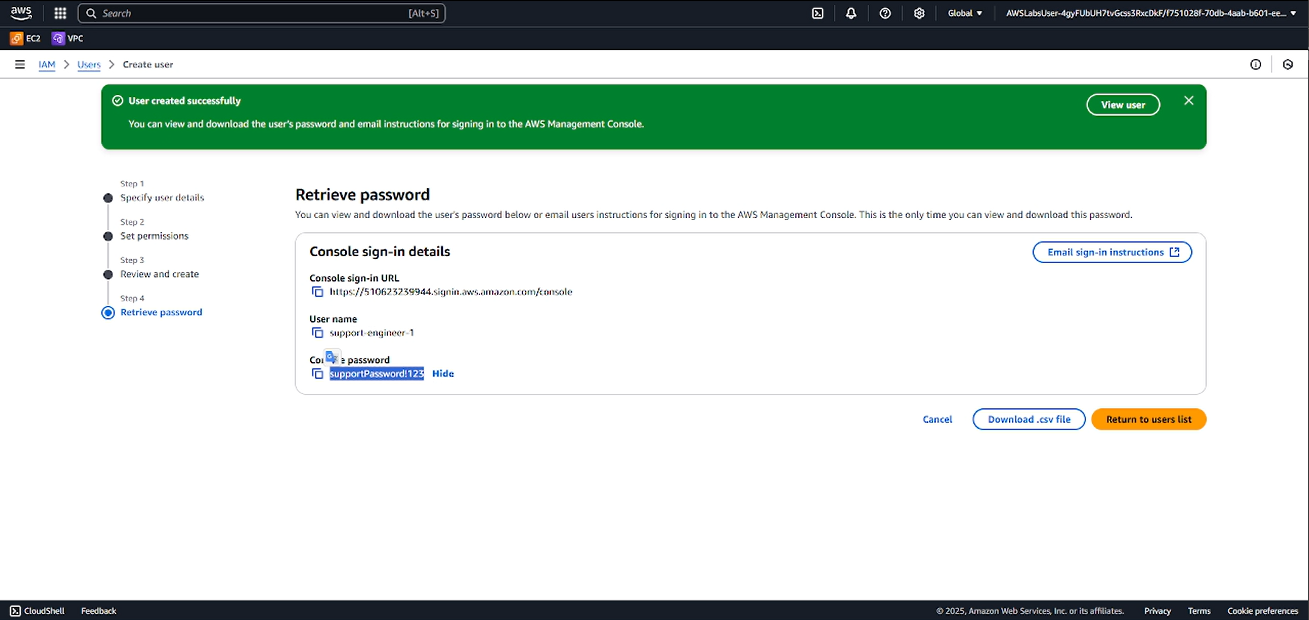 aws
Search [Alt+S]
Global
AWSLabsUser-4gyFUbUH7tvGcss3RxcDkF/f751028f-70db-4aab-b601-ee...
EC2 VPC
IAM > Users > Create user
User created successfully
You can view and download the user's password and email instructions for signing in to the AWS Management Console.
View user
Step 1
Specify user details
Step 2
Set permissions
Step 3
Review and create
Step 4
Retrieve password
Retrieve password
You can view and download the user's password below or email users instructions for signing in to the AWS Management Console. This is the only time you can view and download this password.
Console sign-in details
Email sign-in instructions
Console sign-in URL
https://510623239944.signin.aws.amazon.com/console
User name
support-engineer-1
Co e password
supportPassword!123 Hide
Cancel
Download .csv file
Return to users list
CloudShell Feedback
© 2025, Amazon Web Services, Inc. or its affiliates. Privacy Terms Cookie preferences